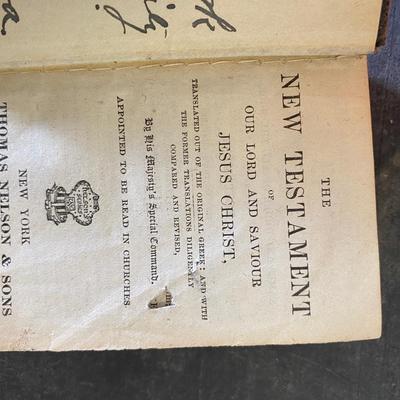 THE
NEW TESTAMENT
OF
OUR LORD AND SAVIOUR
JESUS CHRIST,
TRANSLATED OUT OF THE ORIGINAL GREEK: AND WITH
THE FORMER TRANSLATIONS DILIGENTLY
COMPARED AND REVISED,
By His Majesty's Special Command.
APPOINTED TO BE READ IN CHURCHES
NEW YORK
THOMAS NELSON & SONS